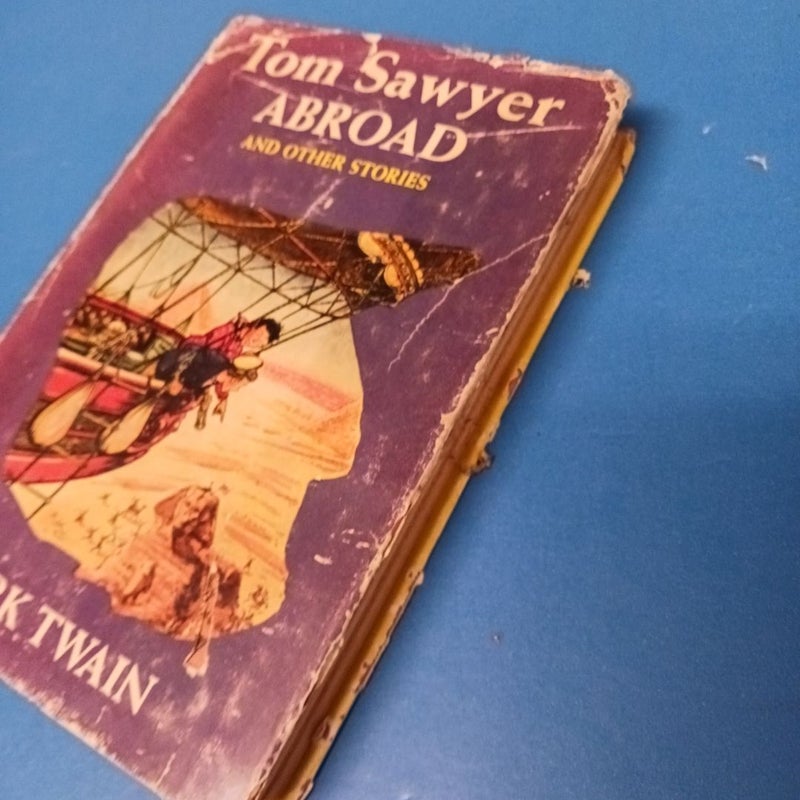 Tom Sawyer
ABROAD
AND OTHER STORIES
RK TWAIN